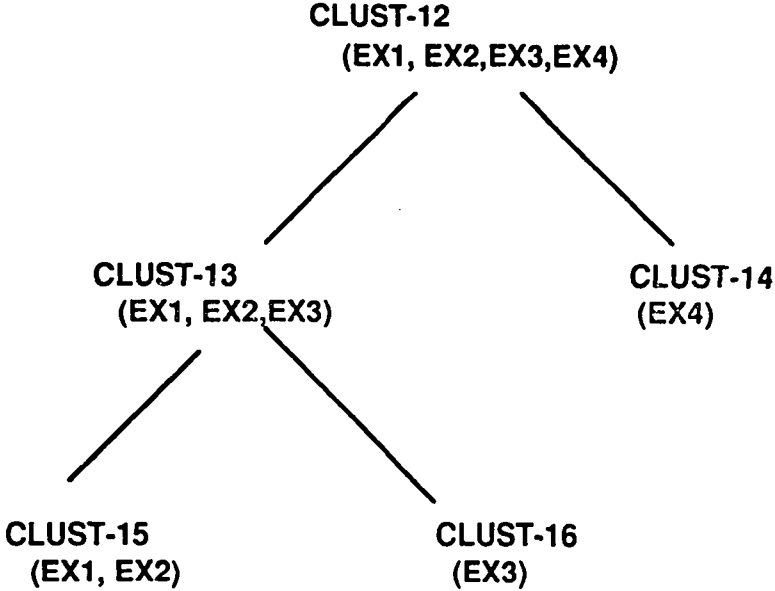 CLUST-12
(EX1, EX2,EX3,EX4)
CLUST-13
(EX1, EX2,EX3)
CLUST-14
(EX4)
CLUST-15
(EX1, EX2)
CLUST-16
(EX3)